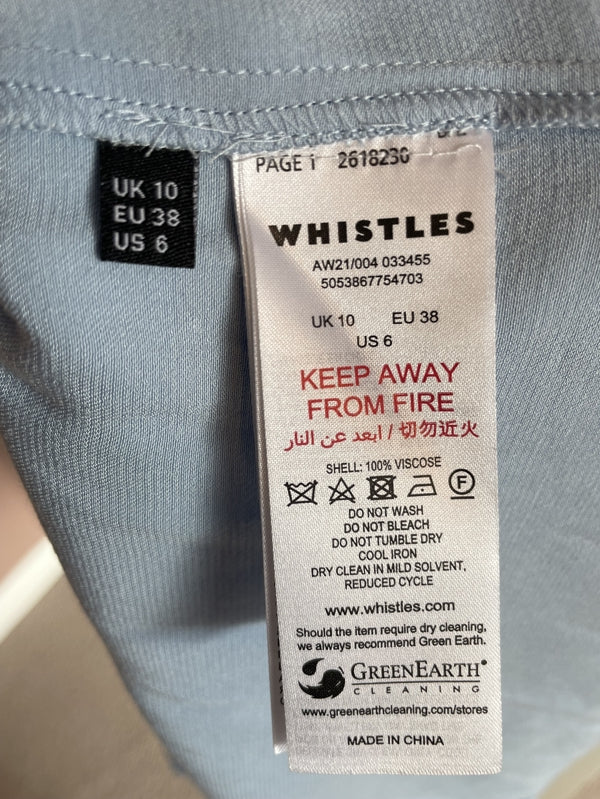 UK 10
EU 38
US 6
PAGE 1 2618230
WHISTLES
AW21/004 033455
5053867754703
UK 10 EU 38
US 6
KEEP AWAY
FROM FIRE
ابعد عن النار / 切勿近火
SHELL: 100% VISCOSE
F
DO NOT WASH
DO NOT BLEACH
DO NOT TUMBLE DRY
COOL IRON
DRY CLEAN IN MILD SOLVENT,
REDUCED CYCLE
www.whistles.com
Should the item require dry cleaning,
we always recommend Green Earth.
GREENEARTH®
CLEANING
www.greenearthcleaning.com/stores
MADE IN CHINA